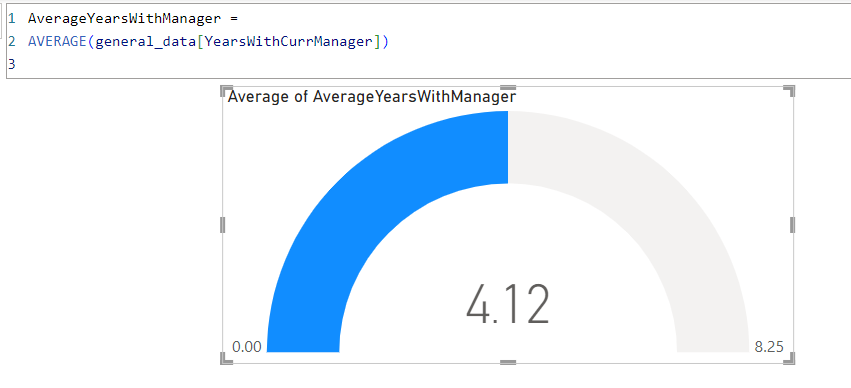 1 AverageYearsWithManager =
2 AVERAGE(general_data[YearsWithCurrManager])
3
Average of AverageYearsWithManager
4.12
0.00
8.25